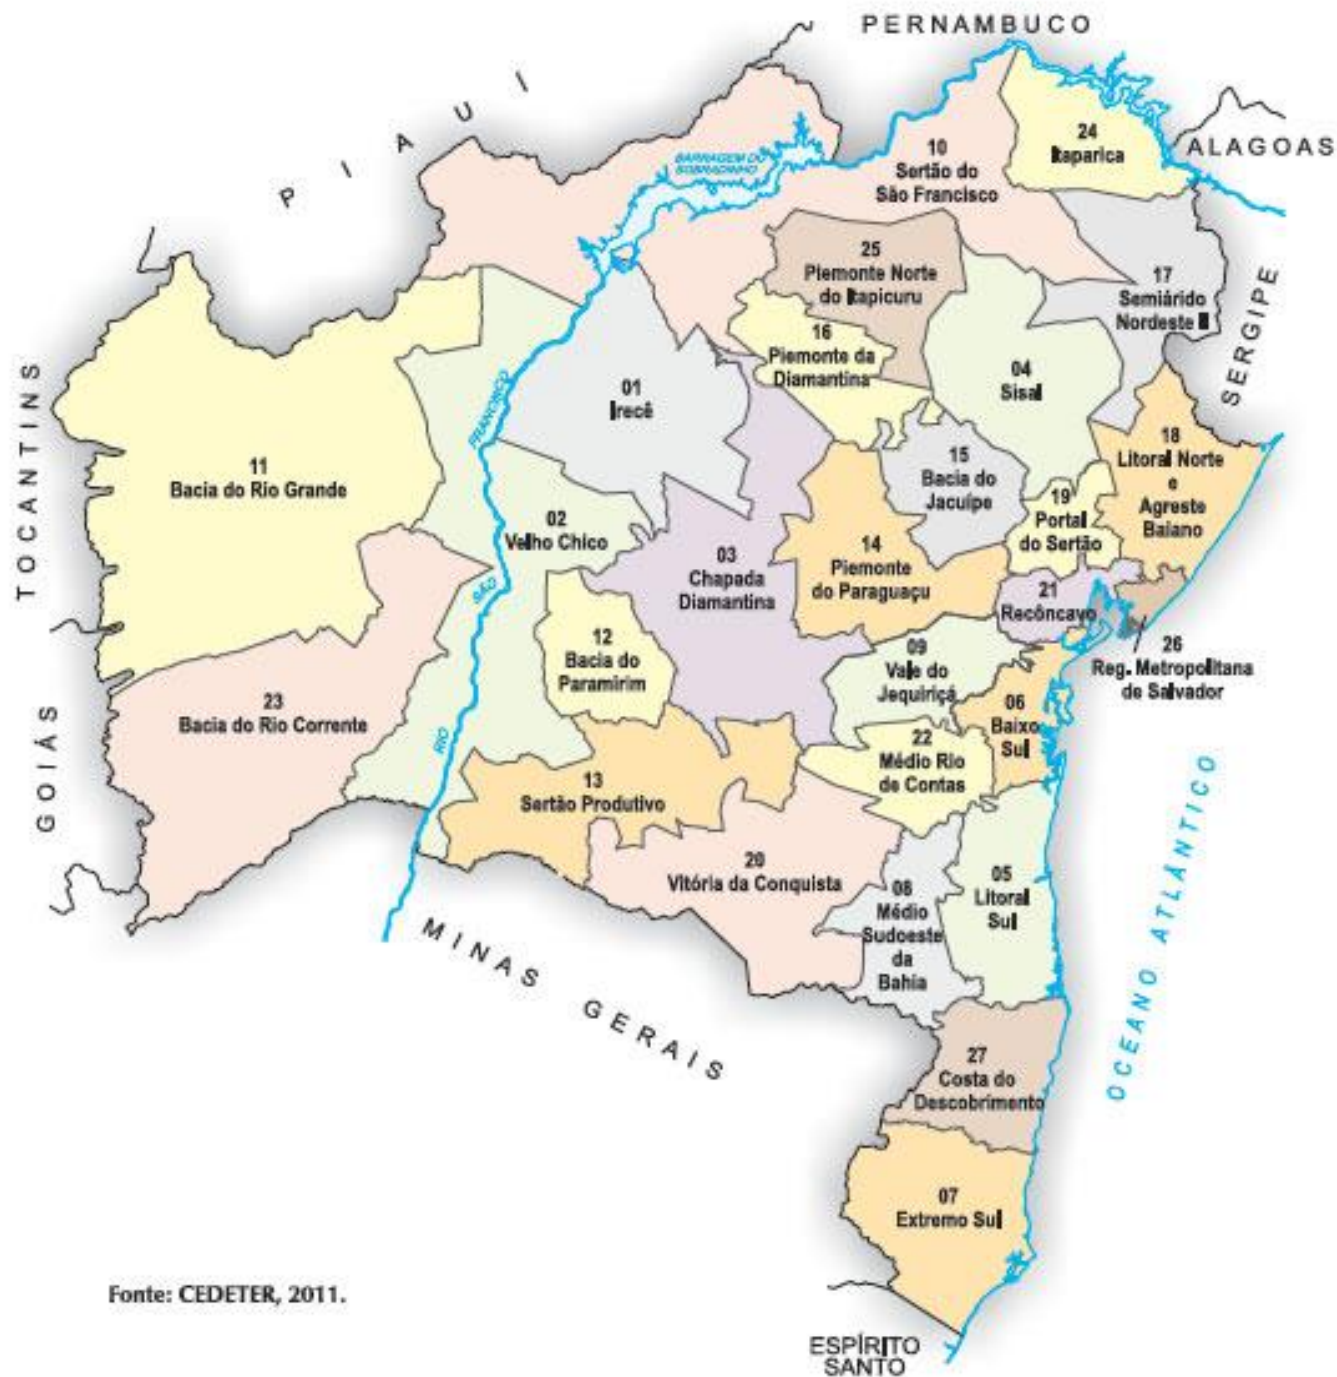 PERNAMBUCO
PIAUI
ALAGOAS
SERGIPE
TOCANTINS
GOIÁS
MINAS GERAIS
ESPÍRITO
SANTO
OCEANO ATLÂNTICO
BARRAGEM DO
SOBRADINHO
RIO
SÃO
FRANCISCO
24
Itaparica
10
Sertão do
São Francisco
25
Piemonte Norte
do Itapicuru
17
Semiárido
Nordeste II
16
Piemonte da
Diamantina
04
Sisal
01
Irecê
18
Litoral Norte
e
Agreste
Baiano
15
Bacia do
Jacuípe
11
Bacia do Rio Grande
19
Portal
do Sertão
02
Velho Chico
03
Chapada
Diamantina
14
Piemonte
do Paraguaçu
21
Recôncavo
26
Reg. Metropolitana
de Salvador
12
Bacia do
Paramirim
09
Vale do
Jequiriçá
23
Bacia do Rio Corrente
06
Baixo
Sul
22
Médio Rio
de Contas
13
Sertão Produtivo
20
Vitória da Conquista
08
Médio
Sudoeste
da
Bahia
05
Litoral
Sul
27
Costa do
Descobrimento
07
Extremo Sul
Fonte: CEDETER, 2011.